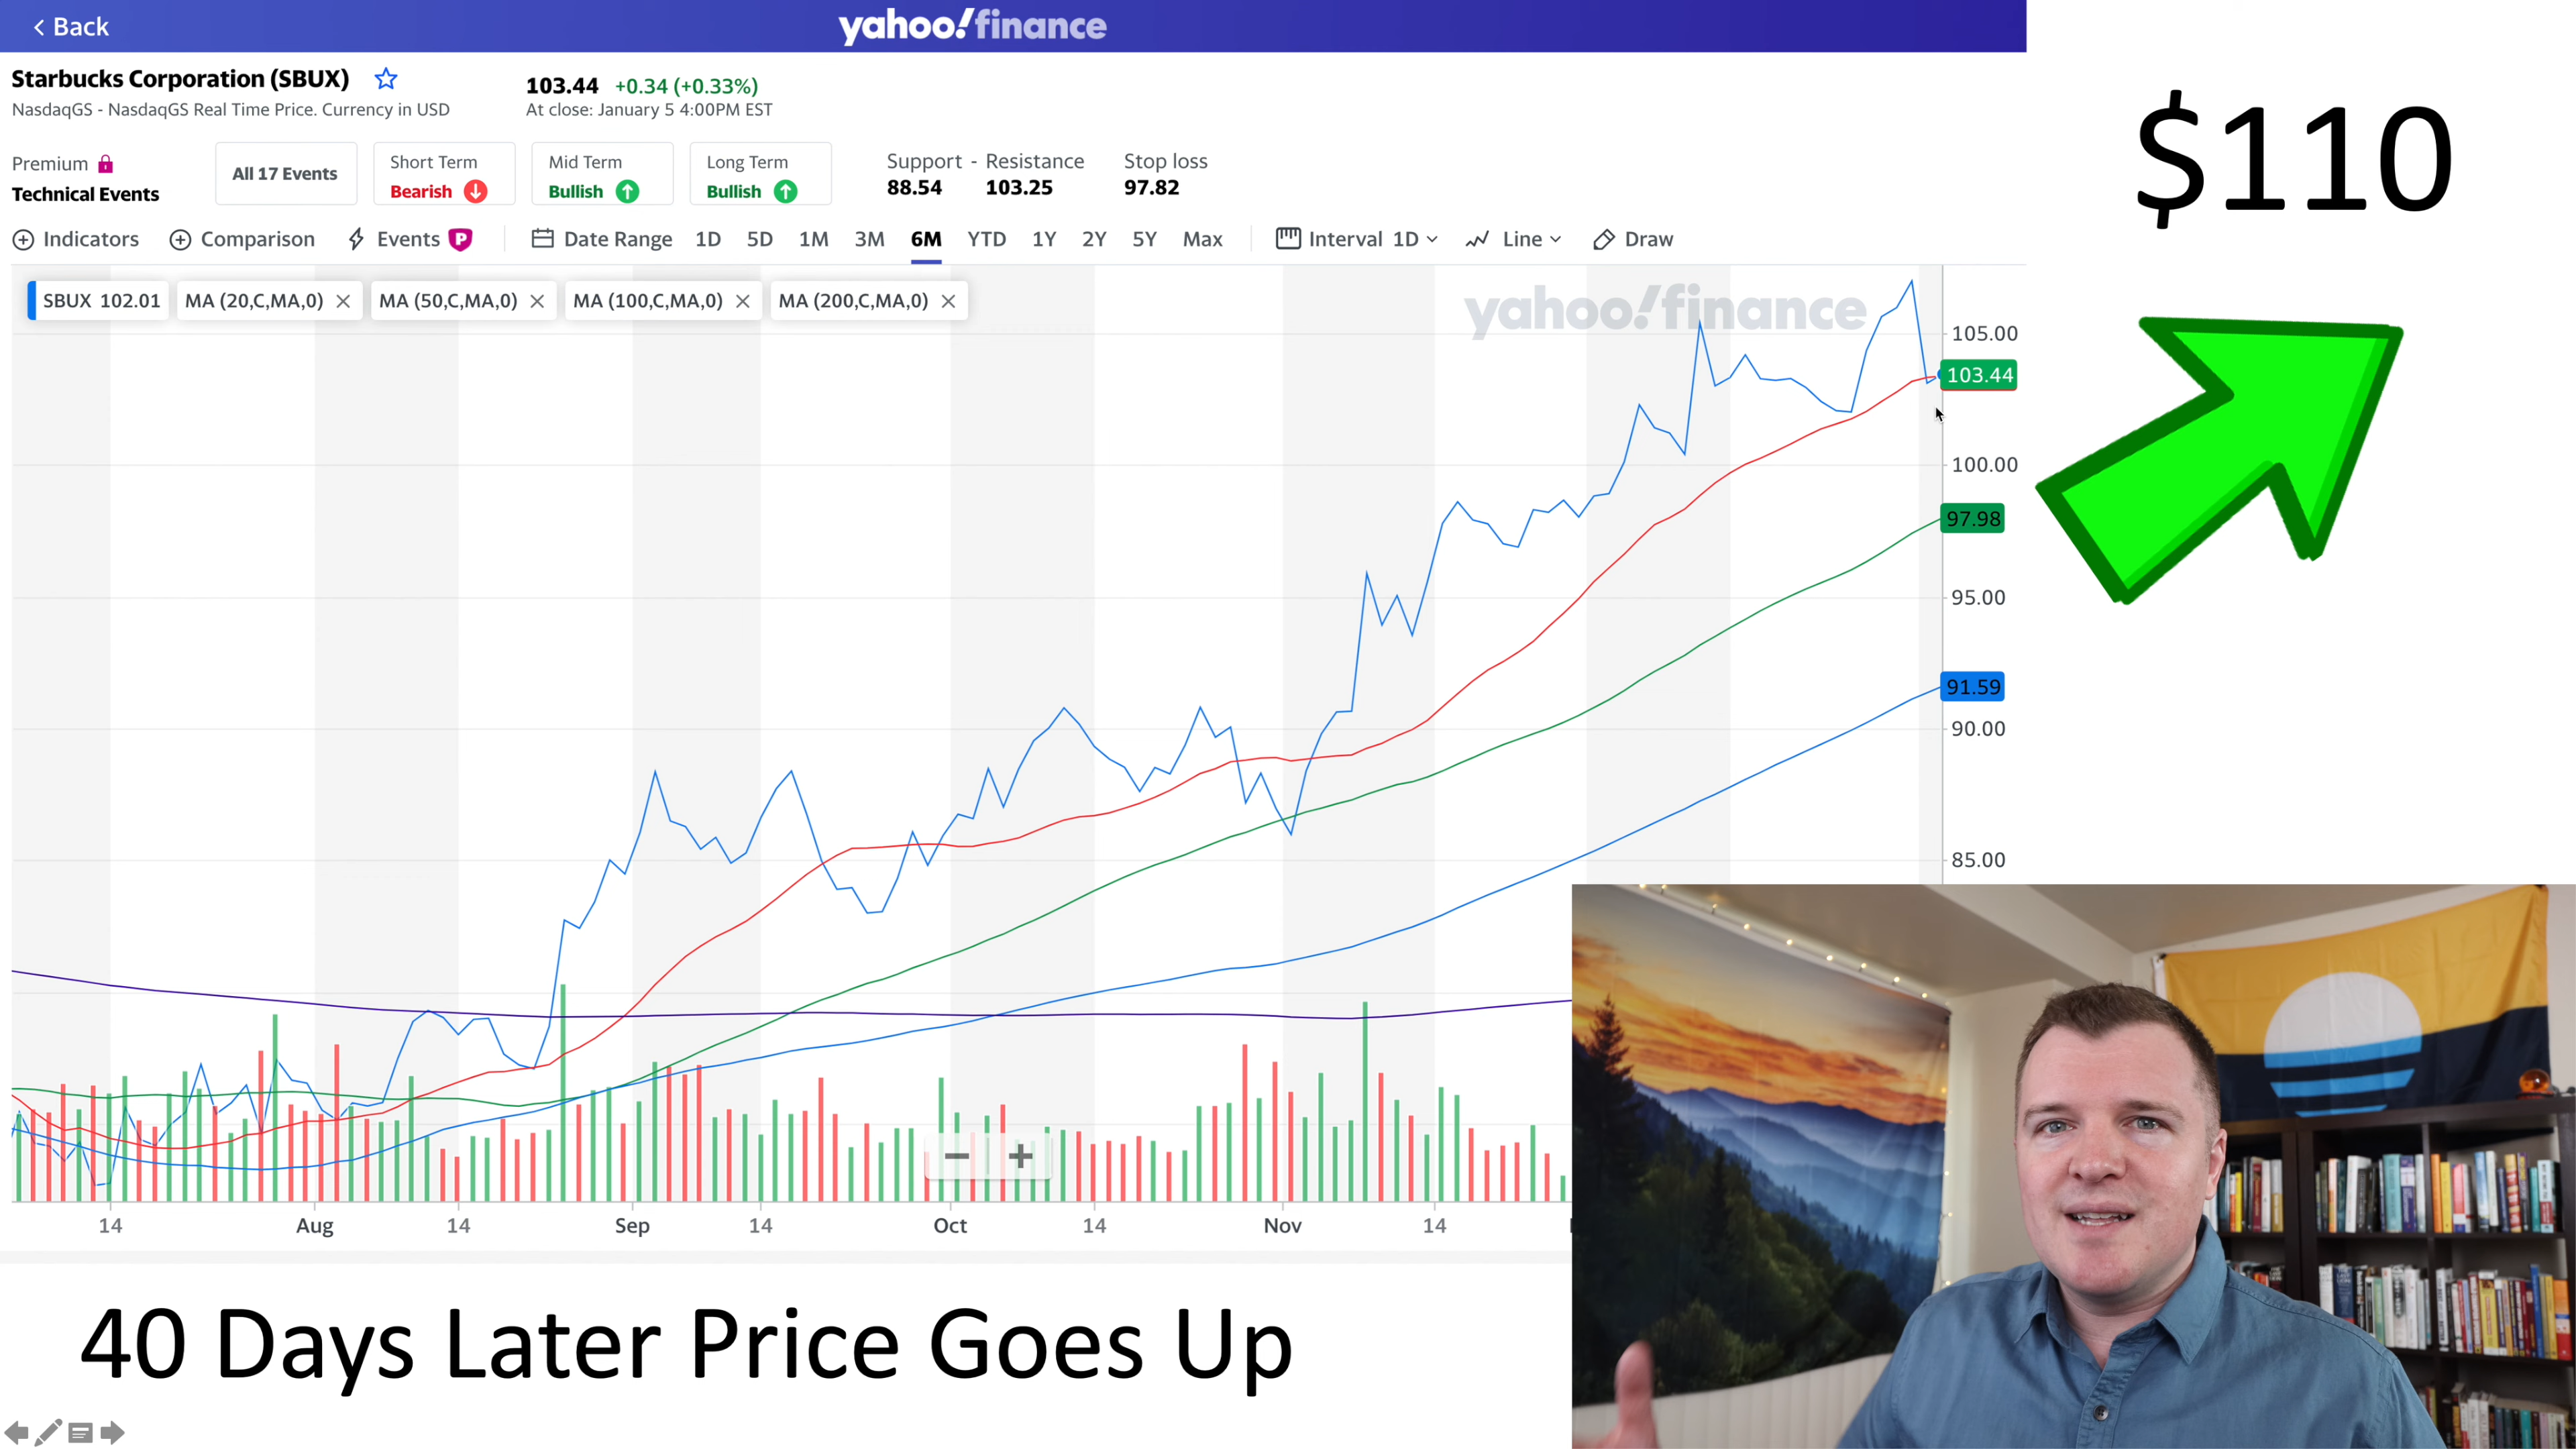 Back
yahoo!finance
Starbucks Corporation (SBUX)
103.44 +0.34 (+0.33%)
NasdaqGS - NasdaqGS Real Time Price. Currency in USD
At close: January 5 4:00PM EST
$110
Premium
Technical Events
All 17 Events
Short Term
Bearish
Mid Term
Bullish
Long Term
Bullish
Support - Resistance
88.54 103.25
Stop loss
97.82
Indicators Comparison Events P Date Range 1D 5D 1M 3M 6M YTD 1Y 2Y 5Y Max Interval 1D Line Draw
SBUX 102.01 MA (20,C,MA,0) MA (50,C,MA,0) MA (100,C,MA,0) MA (200,C,MA,0)
yahoo!finance
105.00
103.44
100.00
97.98
95.00
91.59
90.00
85.00
14 Aug 14 Sep 14 Oct 14 Nov 14
40 Days Later Price Goes Up